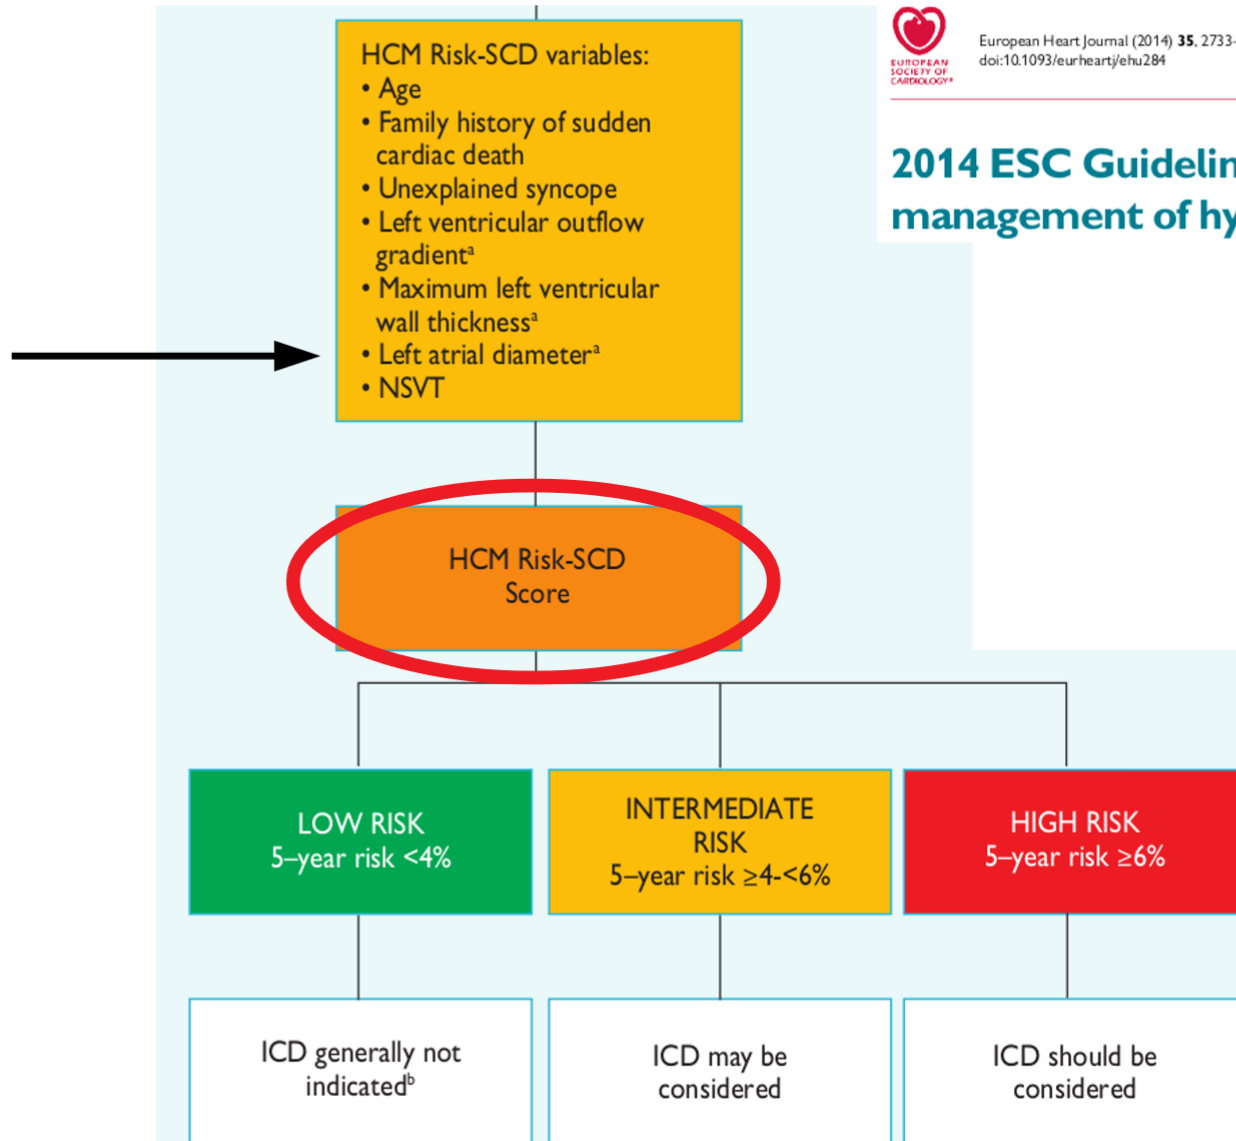 HCM Risk-SCD variables:
• Age
• Family history of sudden
cardiac death
• Unexplained syncope
• Left ventricular outflow
gradientᵃ
• Maximum left ventricular
wall thicknessᵃ
• Left atrial diameterᵃ
• NSVT
EUROPEAN
SOCIETY OF
CARDIOLOGY®
European Heart Journal (2014) 35, 2733-
doi:10.1093/eurheartj/ehu284
2014 ESC Guidelin
management of hy
HCM Risk-SCD
Score
LOW RISK
5–year risk <4%
INTERMEDIATE
RISK
5–year risk ≥4-<6%
HIGH RISK
5–year risk ≥6%
ICD generally not
indicatedᵇ
ICD may be
considered
ICD should be
considered